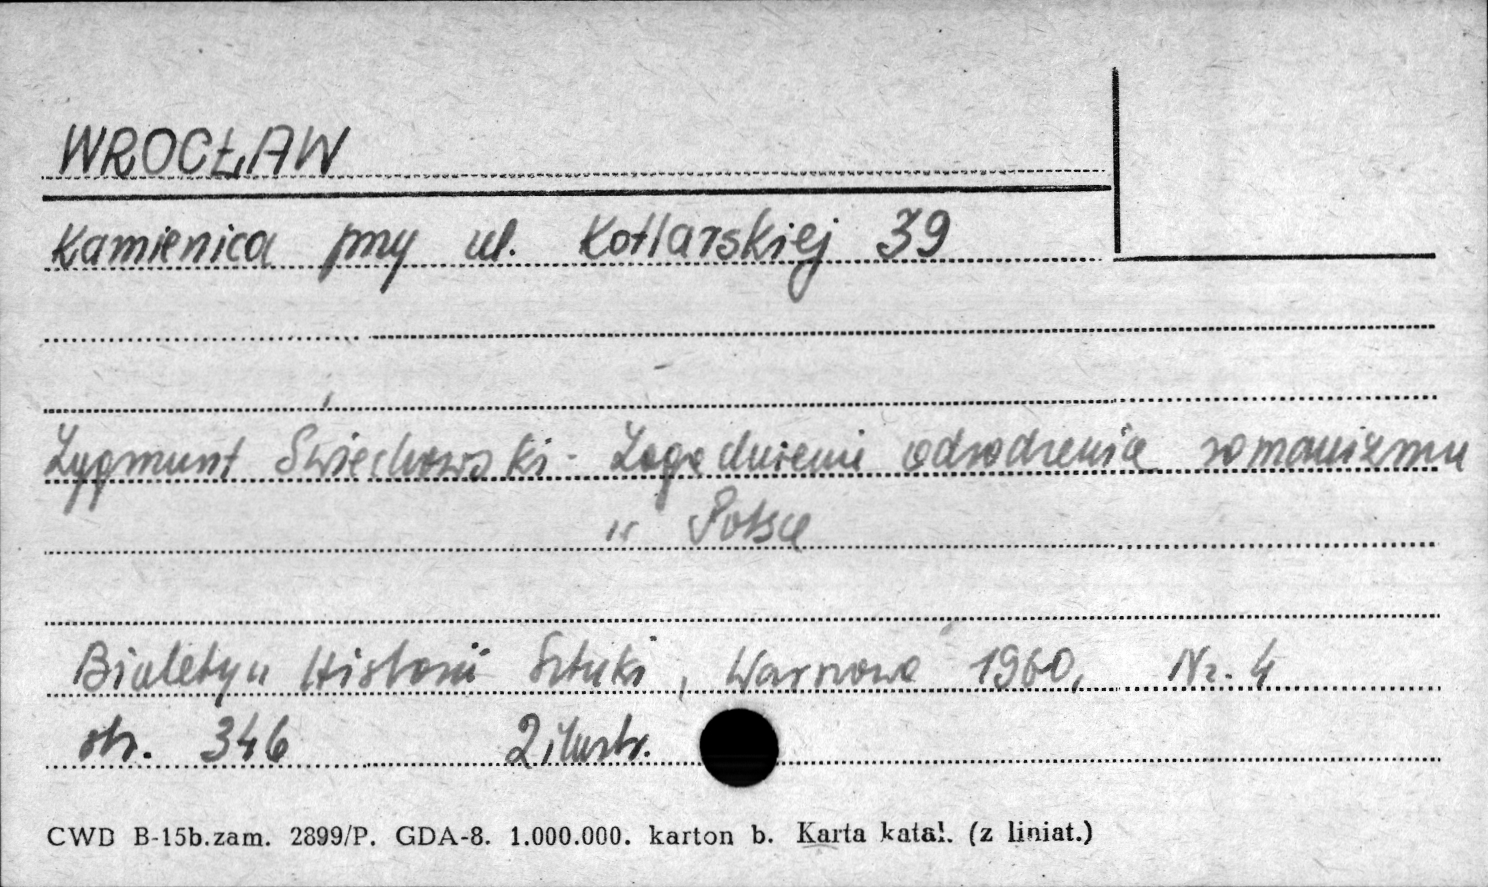 WROCŁAW
Kamienica przy ul. Kotlarskiej 39
Zygmunt Świechowski - Zagadnienie odrodzenia romanizmu
w Polsce
Biuletyn Historii Sztuki, Warszawa 1960, Nr. 4
str. 346 2 ilustr.
CWD B-15b.zam. 2899/P. GDA-8. 1.000.000. karton b. Karta katal. (z liniat.)